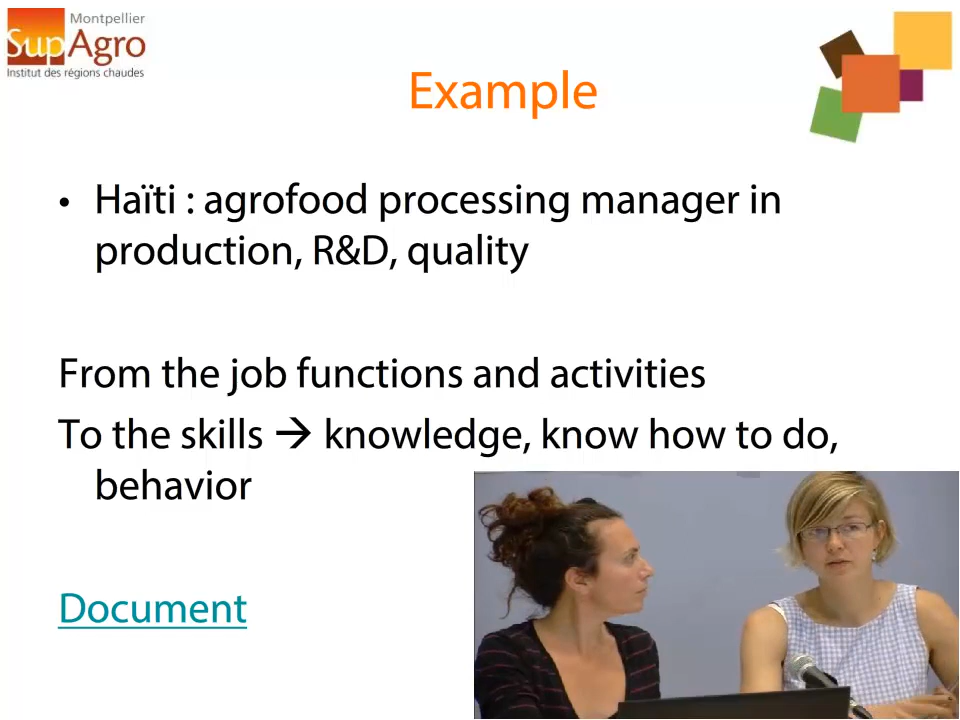 Montpellier
SupAgro
Institut des régions chaudes
Example
• Haïti : agrofood processing manager in
production, R&D, quality
From the job functions and activities
To the skills → knowledge, know how to do,
behavior
Document